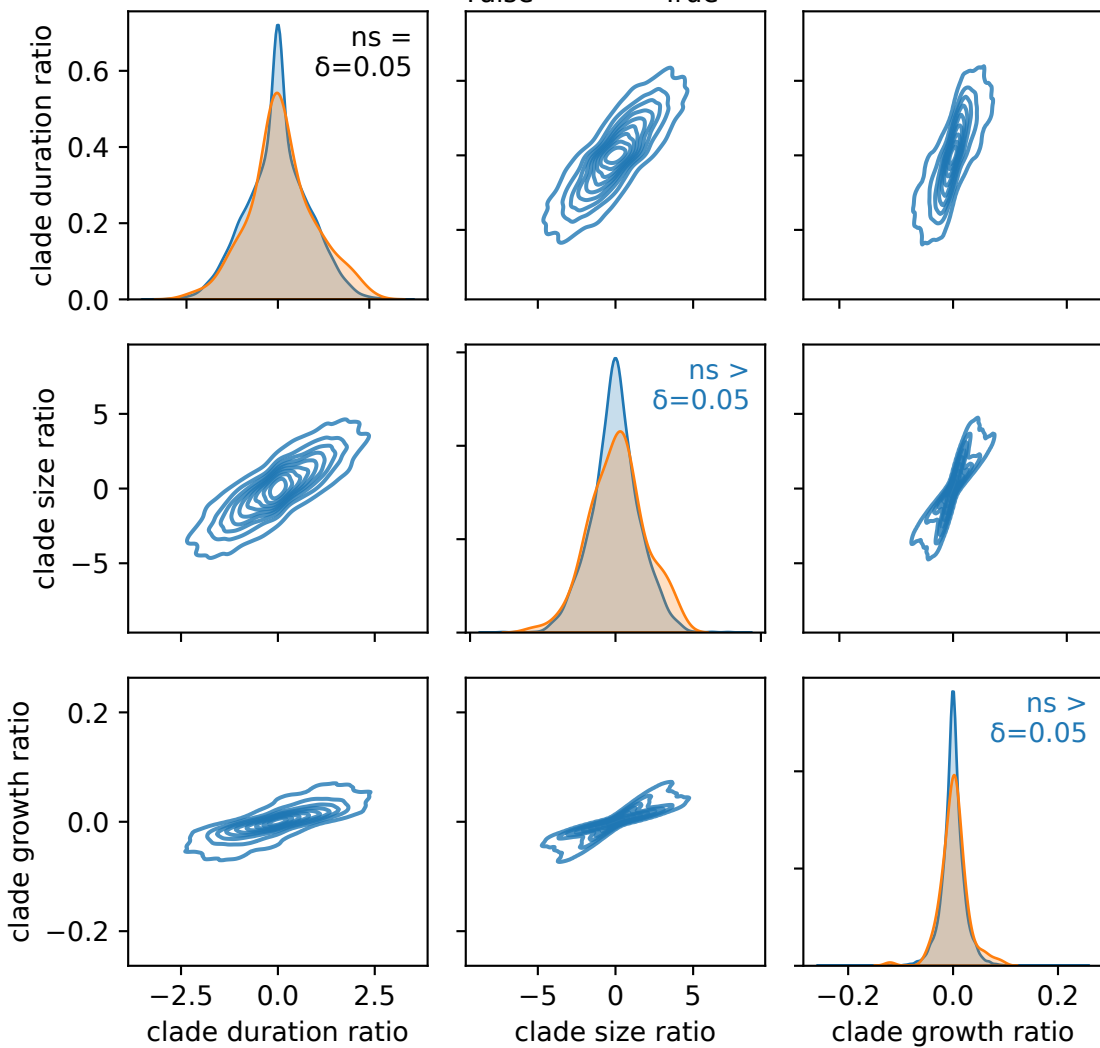 clade duration ratio
0.6
0.4
0.2
0.0
ns =
δ=0.05
clade size ratio
5
0
−5
ns >
δ=0.05
clade growth ratio
0.2
0.0
−0.2
ns >
δ=0.05
−2.5 0.0 2.5
−5 0 5
−0.2 0.0 0.2
clade duration ratio
clade size ratio
clade growth ratio